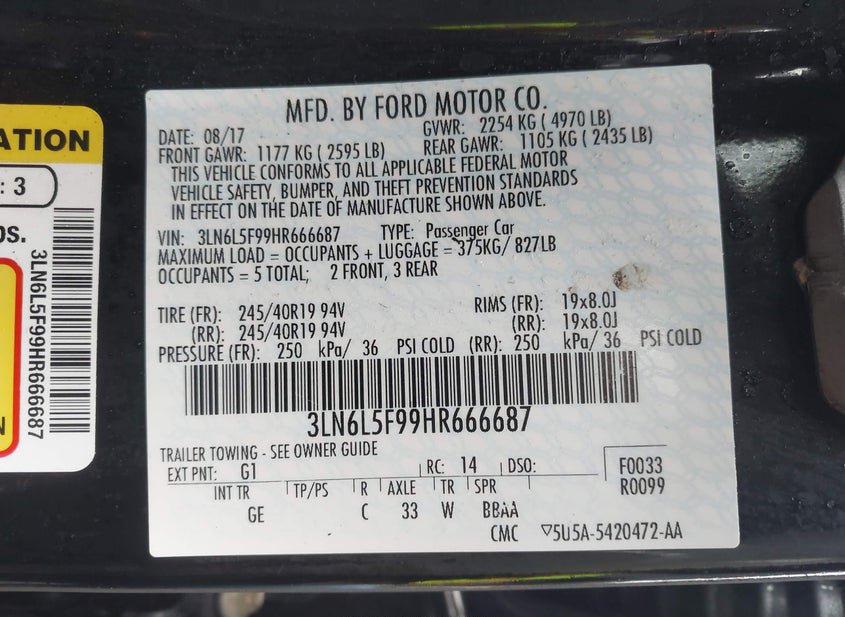 ATION
: 3
OS.
3LN6L5F99HR666687
N
MFD. BY FORD MOTOR CO.
DATE: 08/17 GVWR: 2254 KG ( 4970 LB)
FRONT GAWR: 1177 KG ( 2595 LB) REAR GAWR: 1105 KG ( 2435 LB)
THIS VEHICLE CONFORMS TO ALL APPLICABLE FEDERAL MOTOR
VEHICLE SAFETY, BUMPER, AND THEFT PREVENTION STANDARDS
IN EFFECT ON THE DATE OF MANUFACTURE SHOWN ABOVE.
VIN: 3LN6L5F99HR666687 TYPE: Passenger Car
MAXIMUM LOAD = OCCUPANTS + LUGGAGE = 375KG/ 827LB
OCCUPANTS = 5 TOTAL; 2 FRONT, 3 REAR
TIRE (FR): 245/40R19 94V RIMS (FR): 19x8.0J
(RR): 245/40R19 94V (RR): 19x8.0J
PRESSURE (FR): 250 kPa/ 36 PSI COLD (RR): 250 kPa/ 36 PSI COLD
3LN6L5F99HR666687
TRAILER TOWING - SEE OWNER GUIDE
EXT PNT: G1 RC: 14 DSO: F0033
INT TR TP/PS R AXLE TR SPR R0099
GE C 33 W BBAA
CMC ▽5U5A-5420472-AA